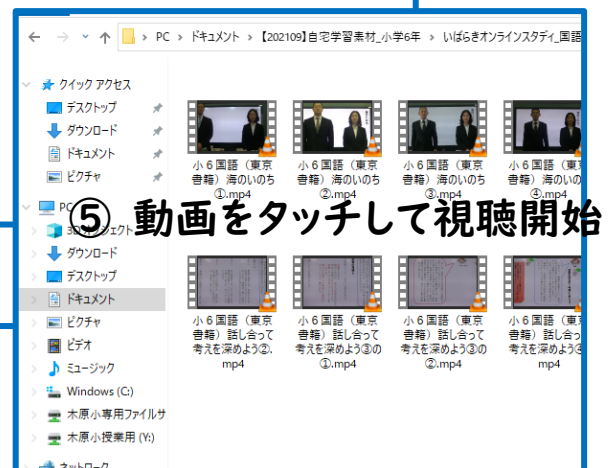 PC › ドキュメント › 【202109】自宅学習素材_小学6年 › いばらきオンラインスタディ_国語
クイック アクセス
デスクトップ
ダウンロード
ドキュメント
ピクチャ
PC
3Dオブジェクト
ダウンロード
デスクトップ
ドキュメント
ピクチャ
ビデオ
ミュージック
Windows (C:)
木原小専用ファイルサ
木原小授業用 (Y:)
ネットワーク
小6国語（東京
書籍）海のいのち
①.mp4
小6国語（東京
書籍）海のいのち
②.mp4
小6国語（東京
書籍）海のいのち
③.mp4
小6国語（東
書籍）海のい
④.mp4
⑤ 動画をタッチして視聴開始
小6国語（東京
書籍）話し合って
考えを深めよう②.
mp4
小6国語（東京
書籍）話し合って
考えを深めよう③の
①.mp4
小6国語（東京
書籍）話し合って
考えを深めよう③の
②.mp4
小6国語（東
書籍）話し合
考えを深めよう④
mp4